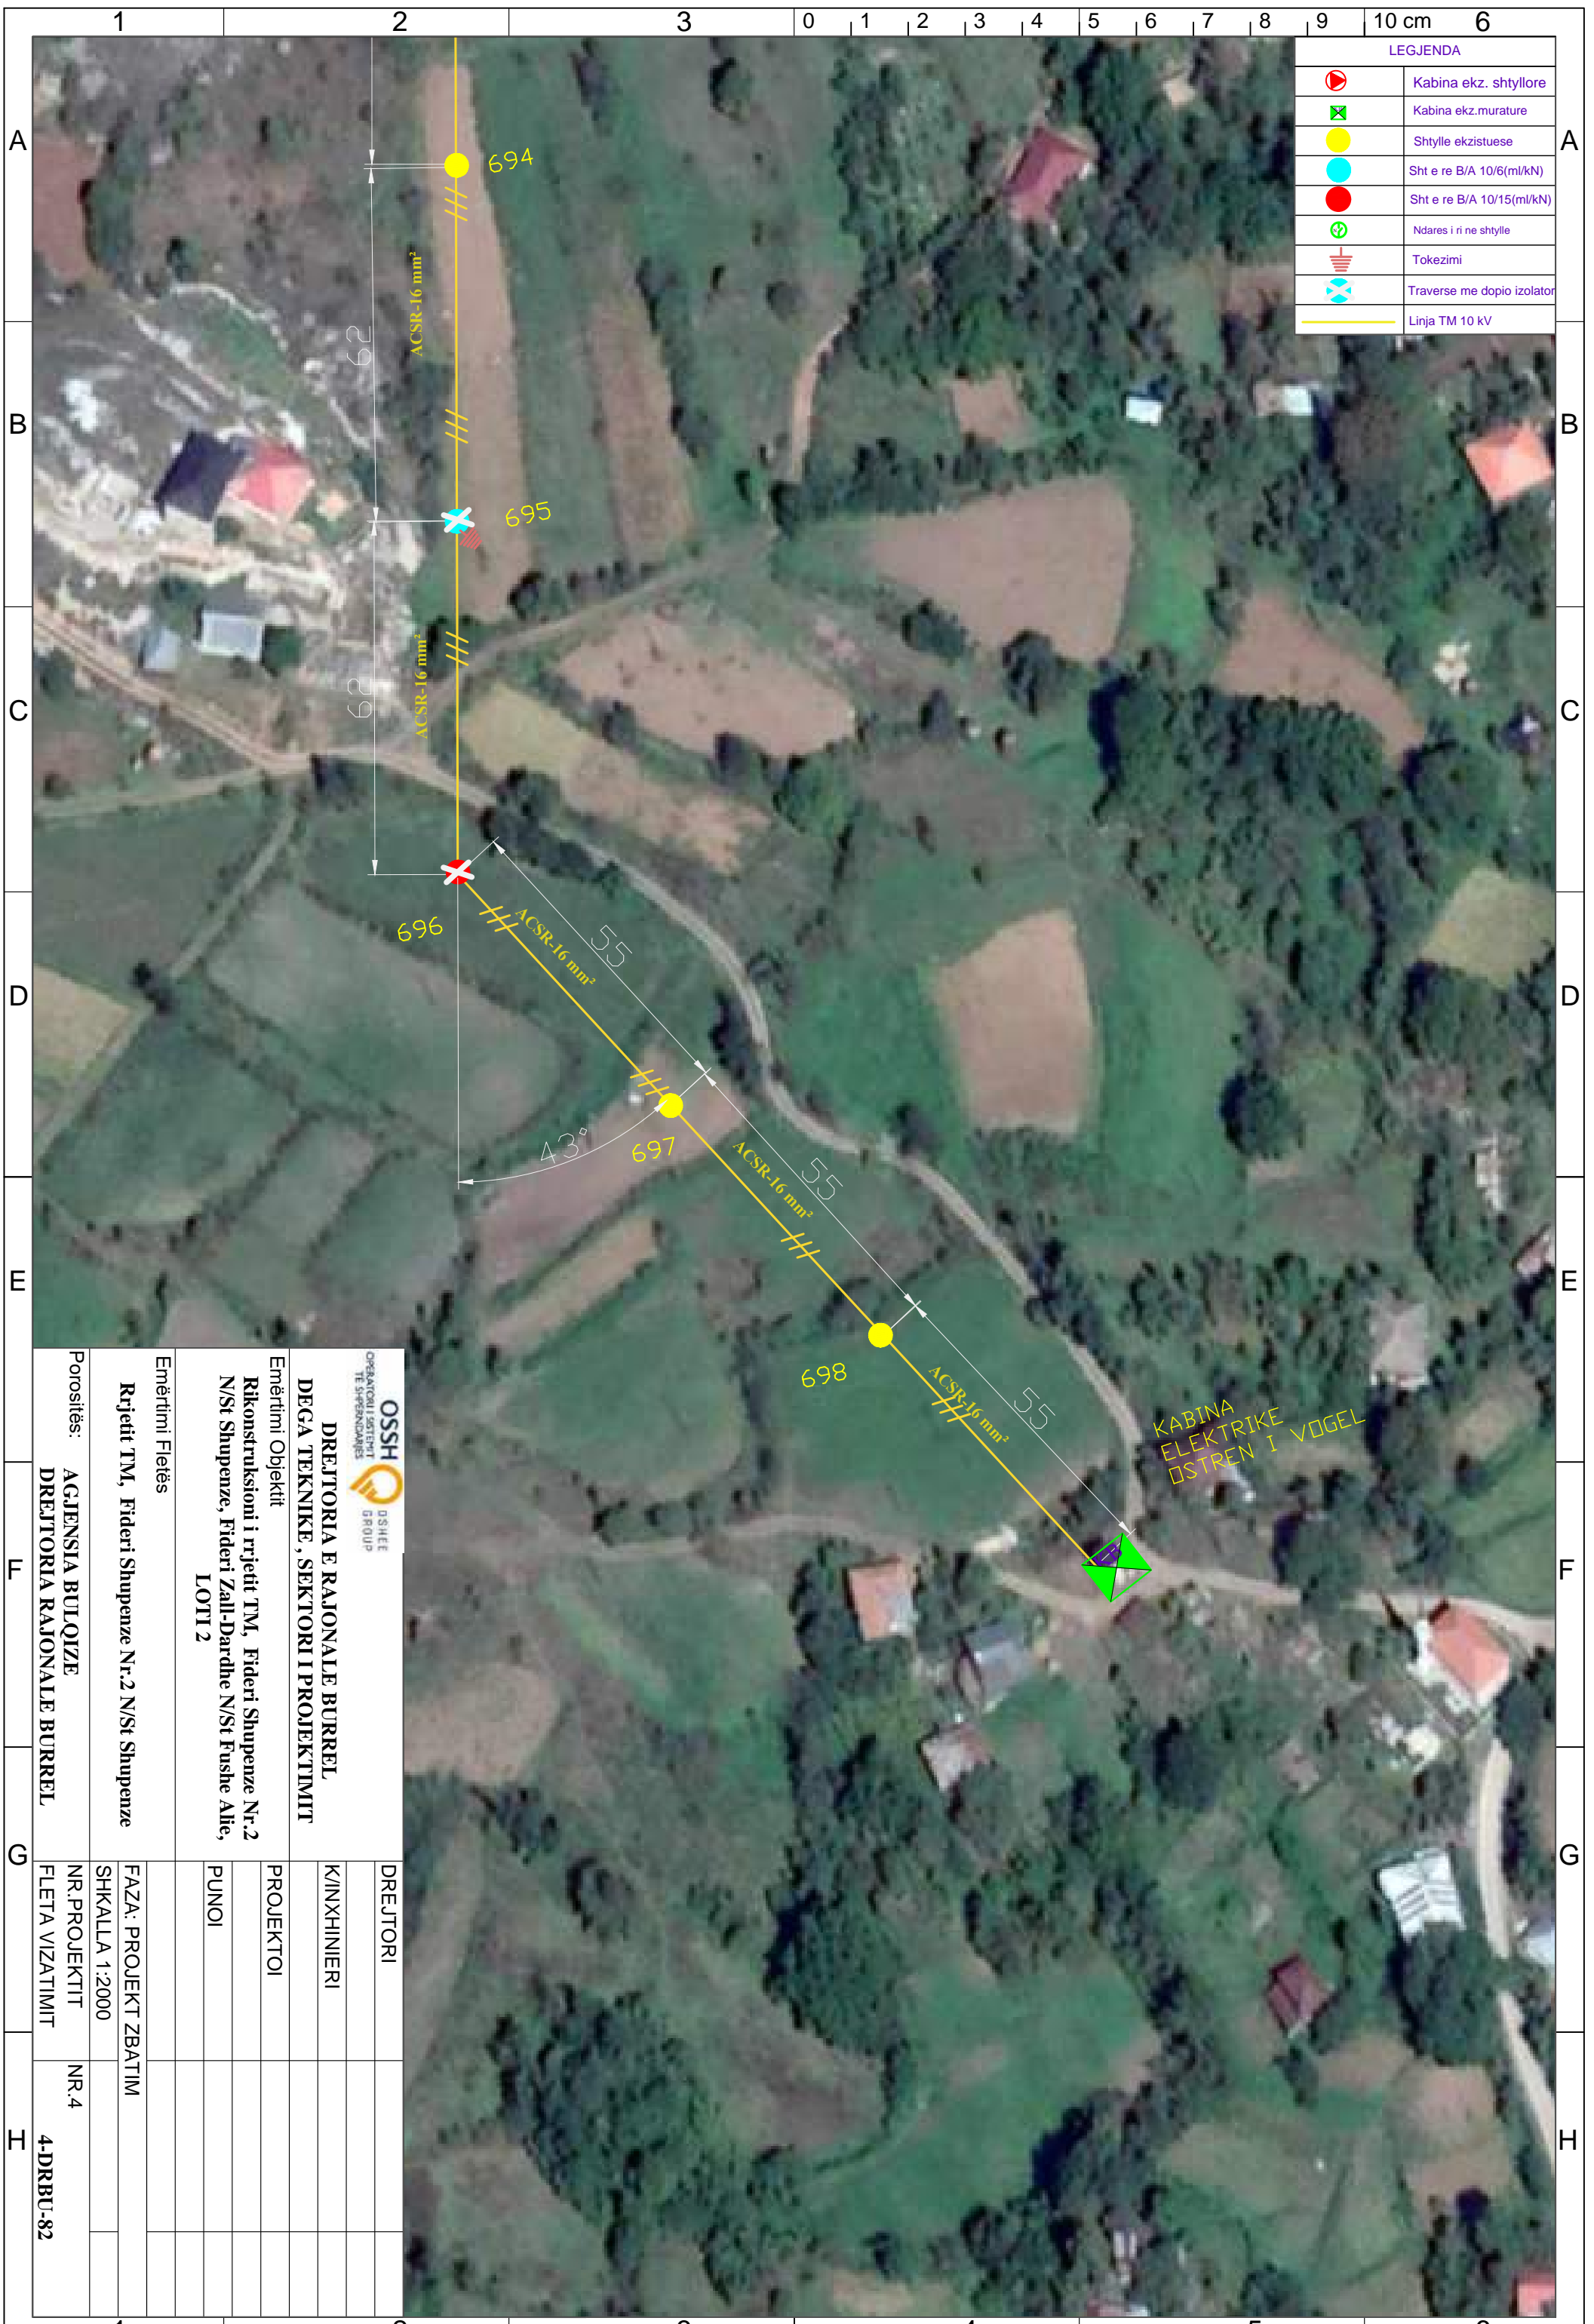 1
2
3
0 1 2 3 4 5 6 7 8 9 10 cm
6
LEGJENDA
Kabina ekz. shtyllore
Kabina ekz.murature
Shtylle ekzistuese
Sht e re B/A 10/6(ml/kN)
Sht e re B/A 10/15(ml/kN)
Ndares i ri ne shtylle
Tokezimi
Traverse me dopio izolator
Linja TM 10 kV
A
A
694
ACSR-16 mm²
62
B
B
695
ACSR-16 mm²
62
C
C
696
ACSR-16 mm²
55
D
D
43°
697
ACSR-16 mm²
55
E
E
698
ACSR-16 mm²
55
KABINA
ELEKTRIKE
OSTREN I VOGEL
F
F
G
G
H
H
OSSH
OPERATORI I SISTEMIT
TË SHPËRNDARJES
OSHEE
GROUP
DREJTORIA E RAJONALE BURREL
DEGA TEKNIKE , SEKTORI I PROJEKTIMIT
Emërtimi Objektit
Rikonstruksioni i rrjetit TM, Fideri Shupenze Nr.2
N/St Shupenze, Fideri Zall-Dardhe N/St Fushe Alie,
LOTI 2
Emërtimi Fletës
Rrjetit TM, Fideri Shupenze Nr.2 N/St Shupenze
Porositës:
AGJENSIA BULQIZE
DREJTORIA RAJONALE BURREL
DREJTORI
K/INXHINIERI
PROJEKTOI
PUNOI
FAZA: PROJEKT ZBATIM
SHKALLA 1:2000
NR.PROJEKTIT NR.4
FLETA VIZATIMIT 4-DRBU-82